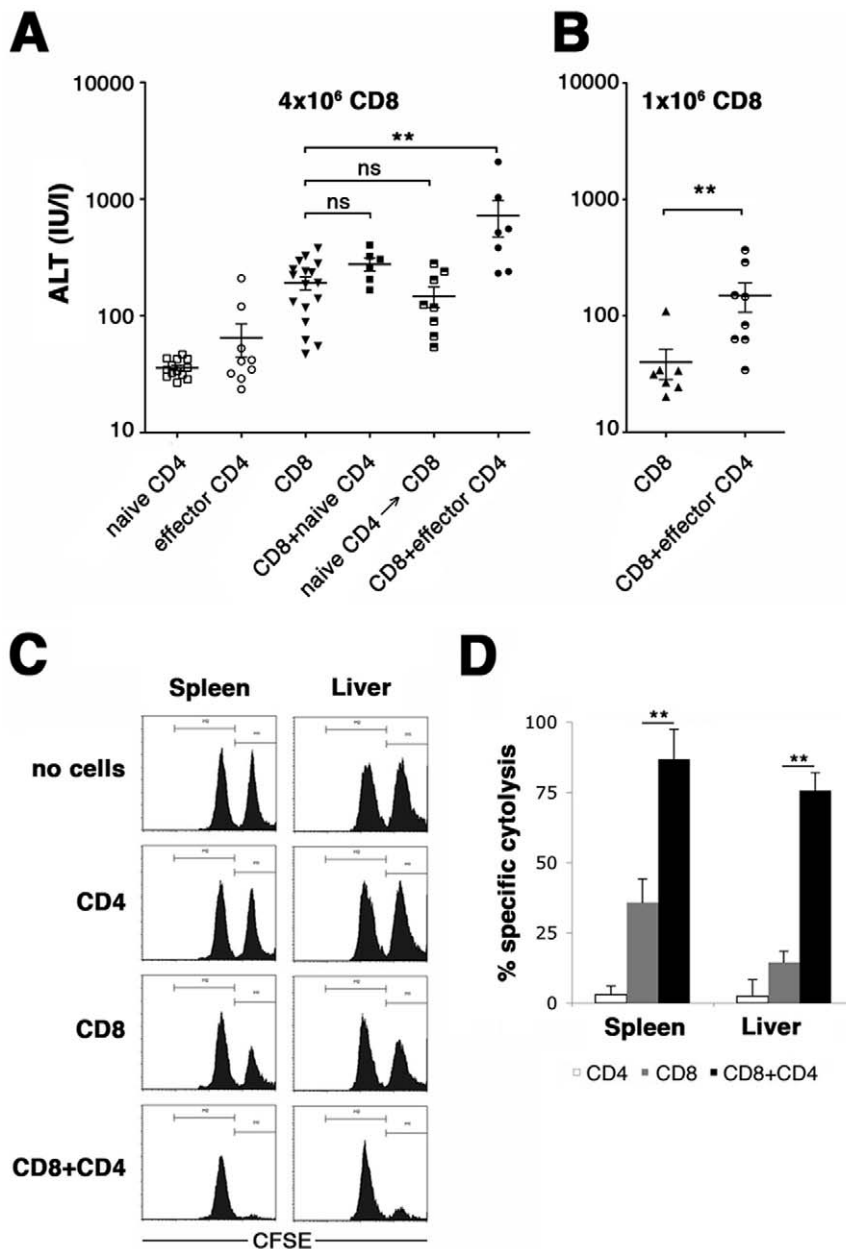 A
B
10000
1000
100
10
ALT (IU/l)
4x10⁶ CD8
**
ns
ns
naive CD4
effector CD4
CD8
CD8+naive CD4
naive CD4 → CD8
CD8+effector CD4
10000
1000
100
10
1x10⁶ CD8
**
CD8
CD8+effector CD4
C
Spleen
Liver
no cells
CD4
CD8
CD8+CD4
CFSE
D
% specific cytolysis
100
75
50
25
0
**
**
Spleen
Liver
CD4
CD8
CD8+CD4